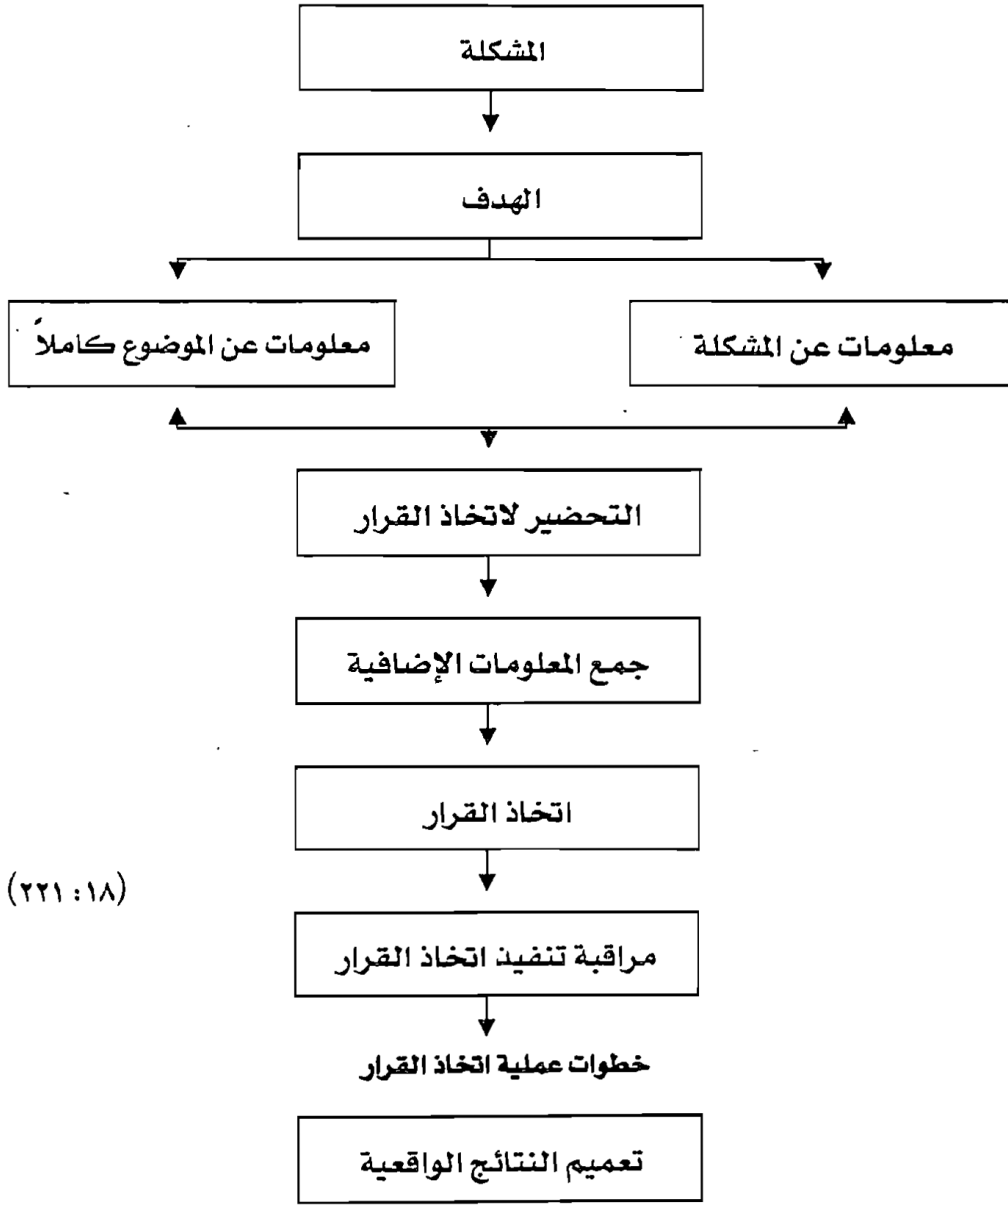 المشكلة
الهدف
معلومات عن المشكلة
معلومات عن الموضوع كاملاً
التحضير لاتخاذ القرار
جمع المعلومات الإضافية
اتخاذ القرار
(١٨ : ٢٢١)
مراقبة تنفيذ اتخاذ القرار
خطوات عملية اتخاذ القرار
تعميم النتائج الواقعية